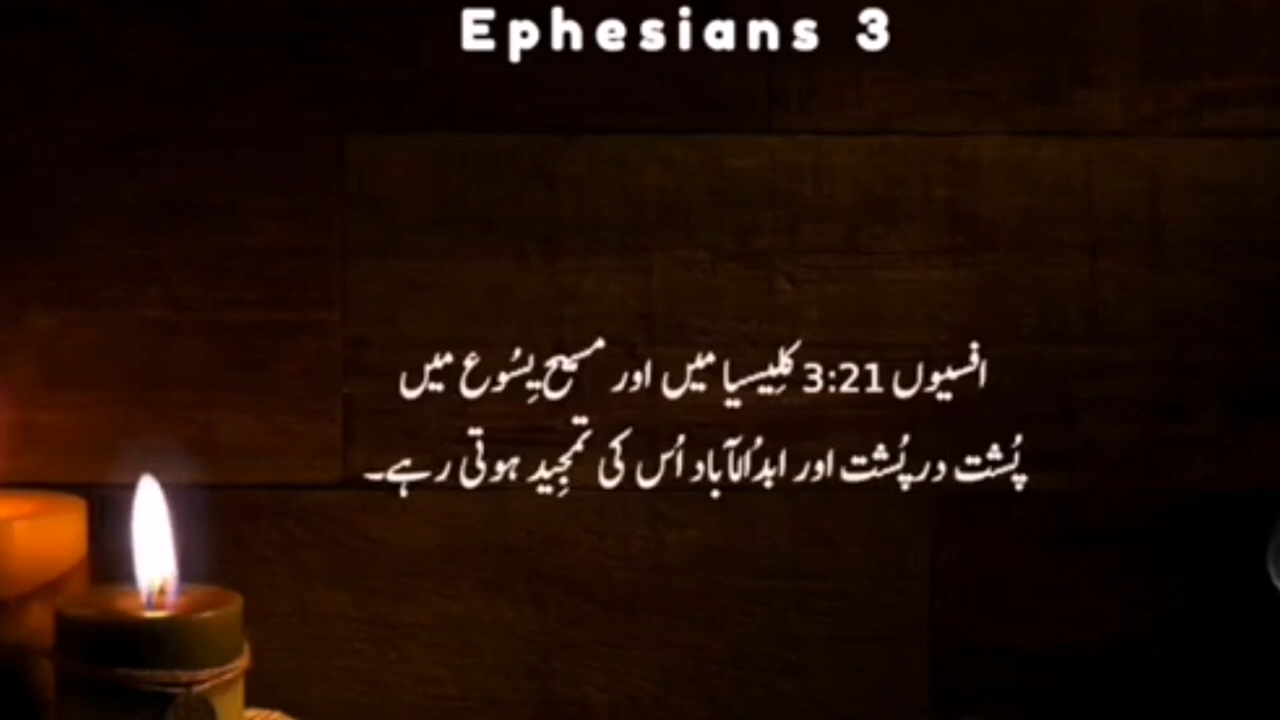 Ephesians 3
افسیوں 3:21 کلِیسیا میں اور مسیح یِسُوع میں
پُشت در پُشت اور ابدُالآباد اُس کی تمجِید ہوتی رہے۔